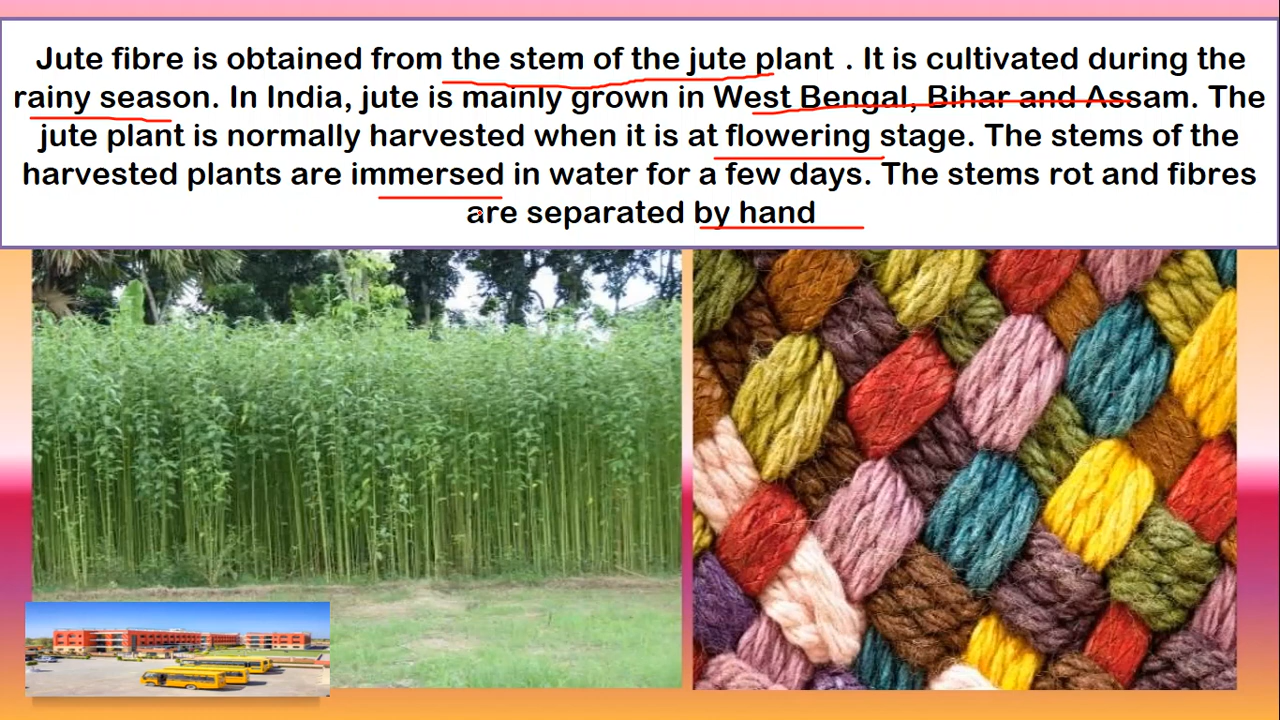 Jute fibre is obtained from the stem of the jute plant . It is cultivated during the
rainy season. In India, jute is mainly grown in West Bengal, Bihar and Assam. The
jute plant is normally harvested when it is at flowering stage. The stems of the
harvested plants are immersed in water for a few days. The stems rot and fibres
are separated by hand